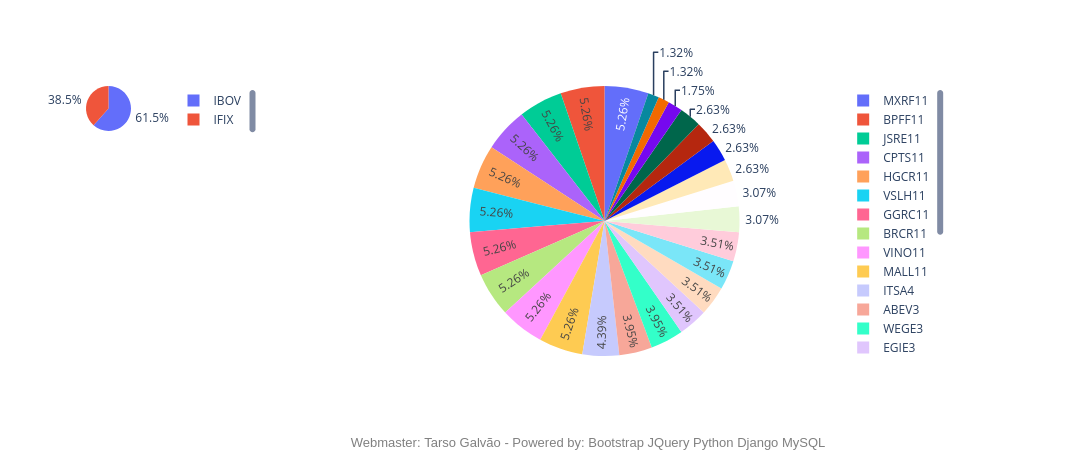 38.5%
61.5%
IBOV
IFIX
1.32%
1.32%
1.75%
2.63%
2.63%
2.63%
2.63%
3.07%
3.07%
3.51%
3.51%
3.51%
3.51%
3.95%
3.95%
4.39%
5.26%
5.26%
5.26%
5.26%
5.26%
5.26%
5.26%
5.26%
5.26%
5.26%
MXRF11
BPFF11
JSRE11
CPTS11
HGCR11
VSLH11
GGRC11
BRCR11
VINO11
MALL11
ITSA4
ABEV3
WEGE3
EGIE3
Webmaster: Tarso Galvão - Powered by: Bootstrap JQuery Python Django MySQL